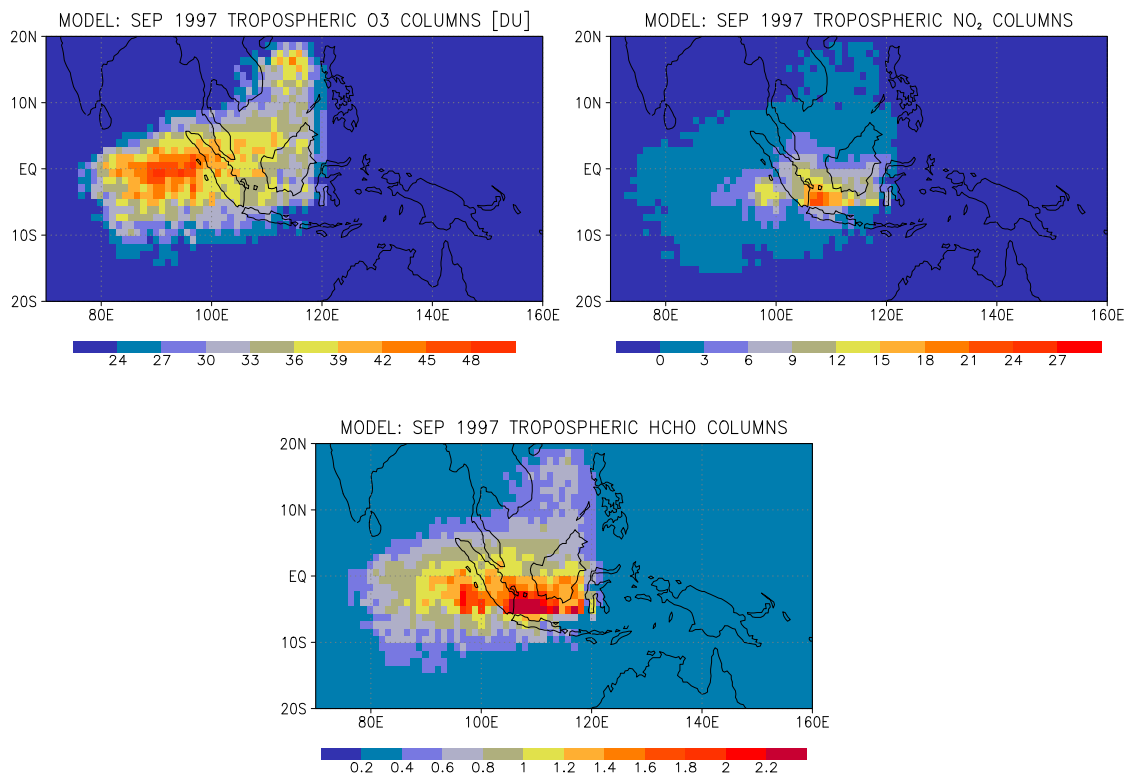 MODEL: SEP 1997 TROPOSPHERIC O3 COLUMNS [DU]
20N
10N
EQ
10S
20S
80E 100E 120E 140E 160E
24 27 30 33 36 39 42 45 48
MODEL: SEP 1997 TROPOSPHERIC NO₂ COLUMNS
20N
10N
EQ
10S
20S
80E 100E 120E 140E 160E
0 3 6 9 12 15 18 21 24 27
MODEL: SEP 1997 TROPOSPHERIC HCHO COLUMNS
20N
10N
EQ
10S
20S
80E 100E 120E 140E 160E
0.2 0.4 0.6 0.8 1 1.2 1.4 1.6 1.8 2 2.2